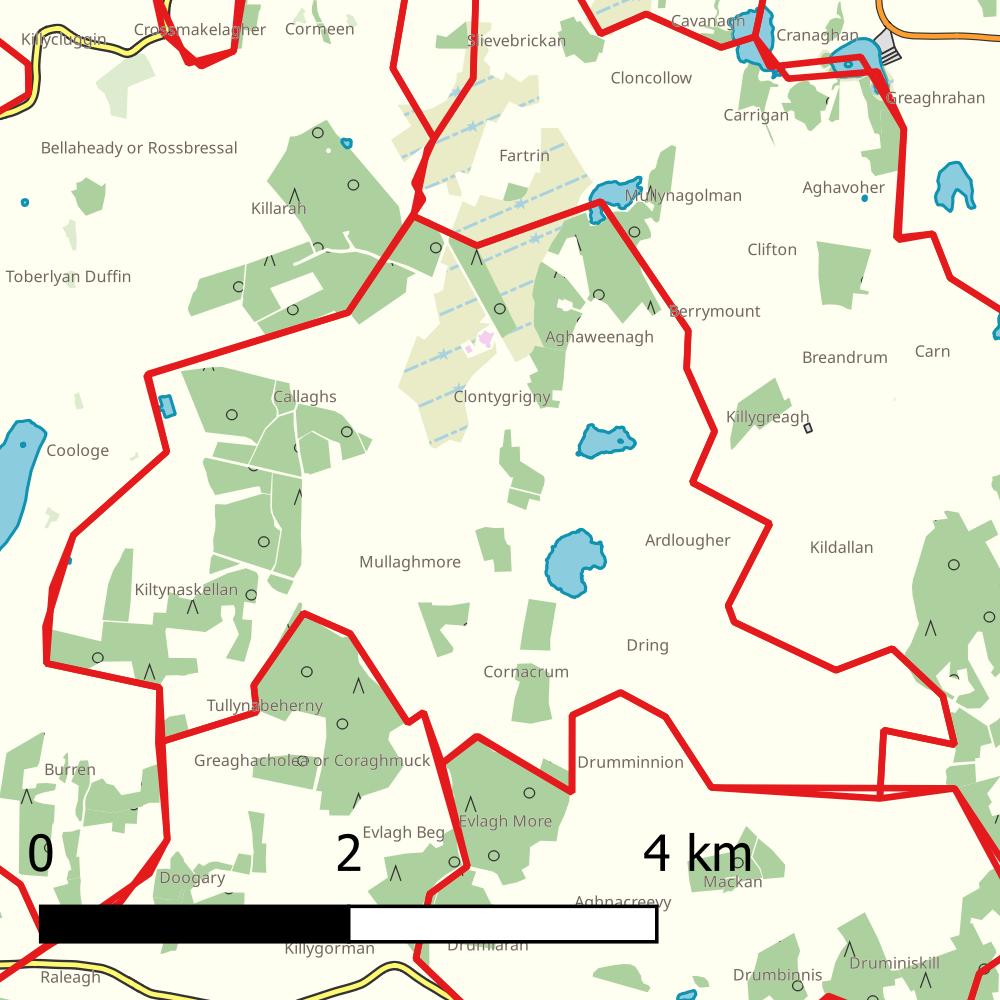 Cavanagh
Crossmakelagher
Cormeen
Killycluggin
Slievebrickan
Cranaghan
Cloncollow
Greaghrahan
Carrigan
Bellaheady or Rossbressal
Fartrin
Aghavoher
Mullynagolman
Killarah
Clifton
Toberlyan Duffin
Berrymount
Aghaweenagh
Carn
Breandrum
Callaghs
Clontygrigny
Killygreagh
Coologe
Ardlougher
Kildallan
Mullaghmore
Kiltynaskellan
Dring
Cornacrum
Tullynabeherny
Greaghacholea or Coraghmuck
Drumminnion
Burren
Evlagh More
Evlagh Beg
0 2 4 km
Doogary
Mackan
Aghnacreevy
Killygorman
Drumlaran
Druminiskill
Raleagh
Drumbinnis